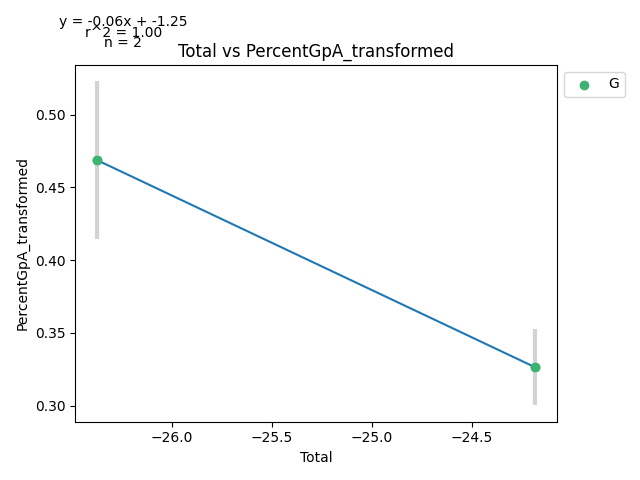 y = -0.06x + -1.25
r^2 = 1.00
n = 2
Total vs PercentGpA_transformed
G
PercentGpA_transformed
0.50
0.45
0.40
0.35
0.30
−26.0
−25.5
−25.0
−24.5
Total